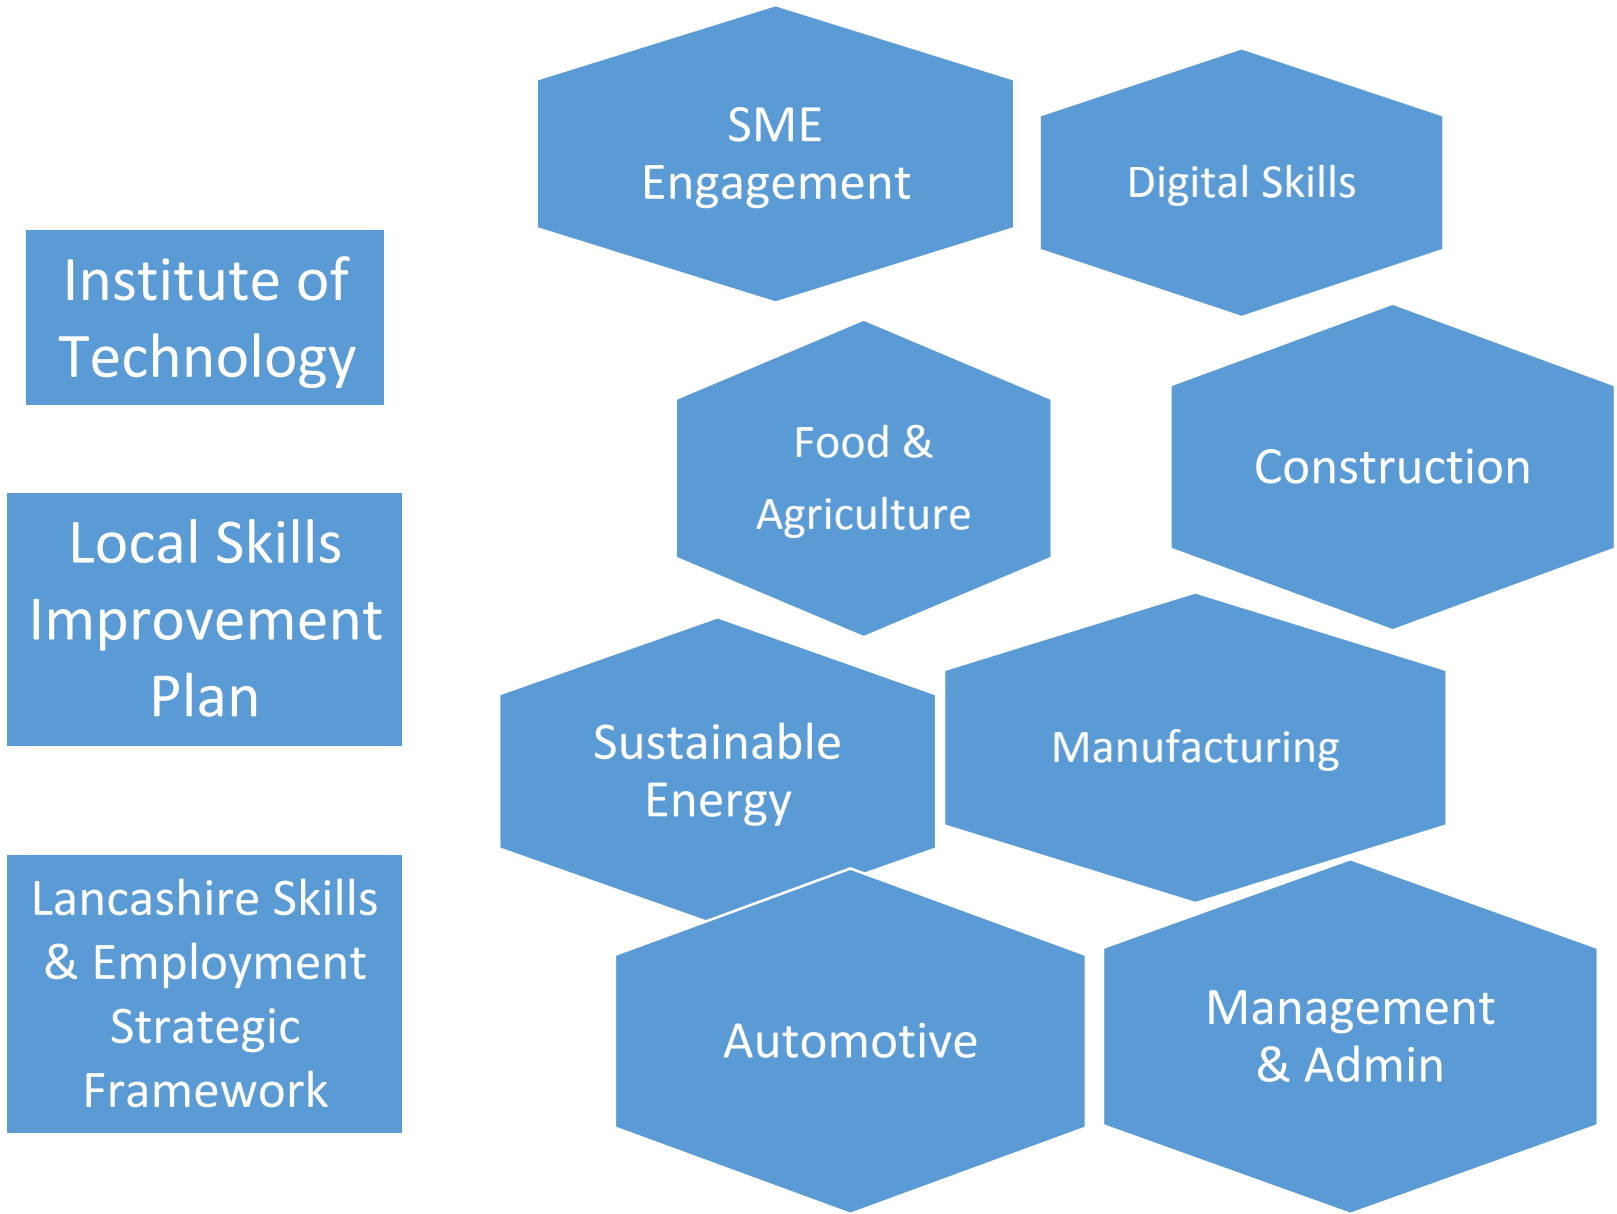 Institute of
Technology
Local Skills
Improvement
Plan
Lancashire Skills
& Employment
Strategic
Framework
SME
Engagement
Digital Skills
Food &
Agriculture
Construction
Sustainable
Energy
Manufacturing
Automotive
Management
& Admin